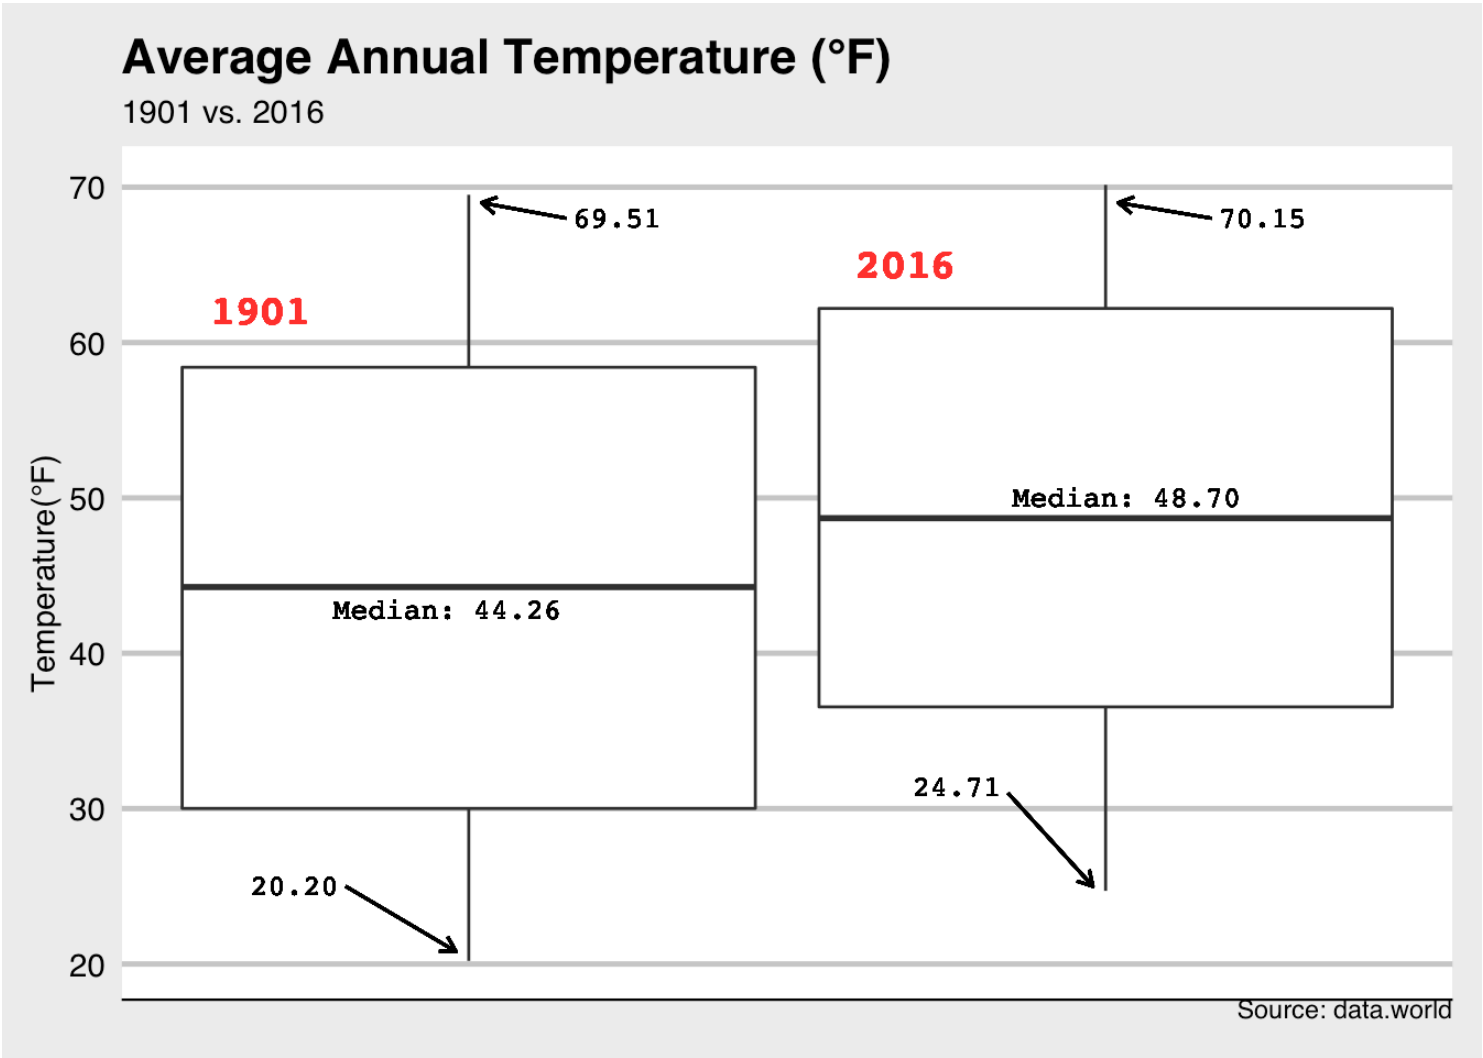 Average Annual Temperature (°F)
1901 vs. 2016
70
69.51
70.15
2016
1901
60
Temperature(°F)
50
Median: 48.70
Median: 44.26
40
24.71
30
20.20
20
Source: data.world